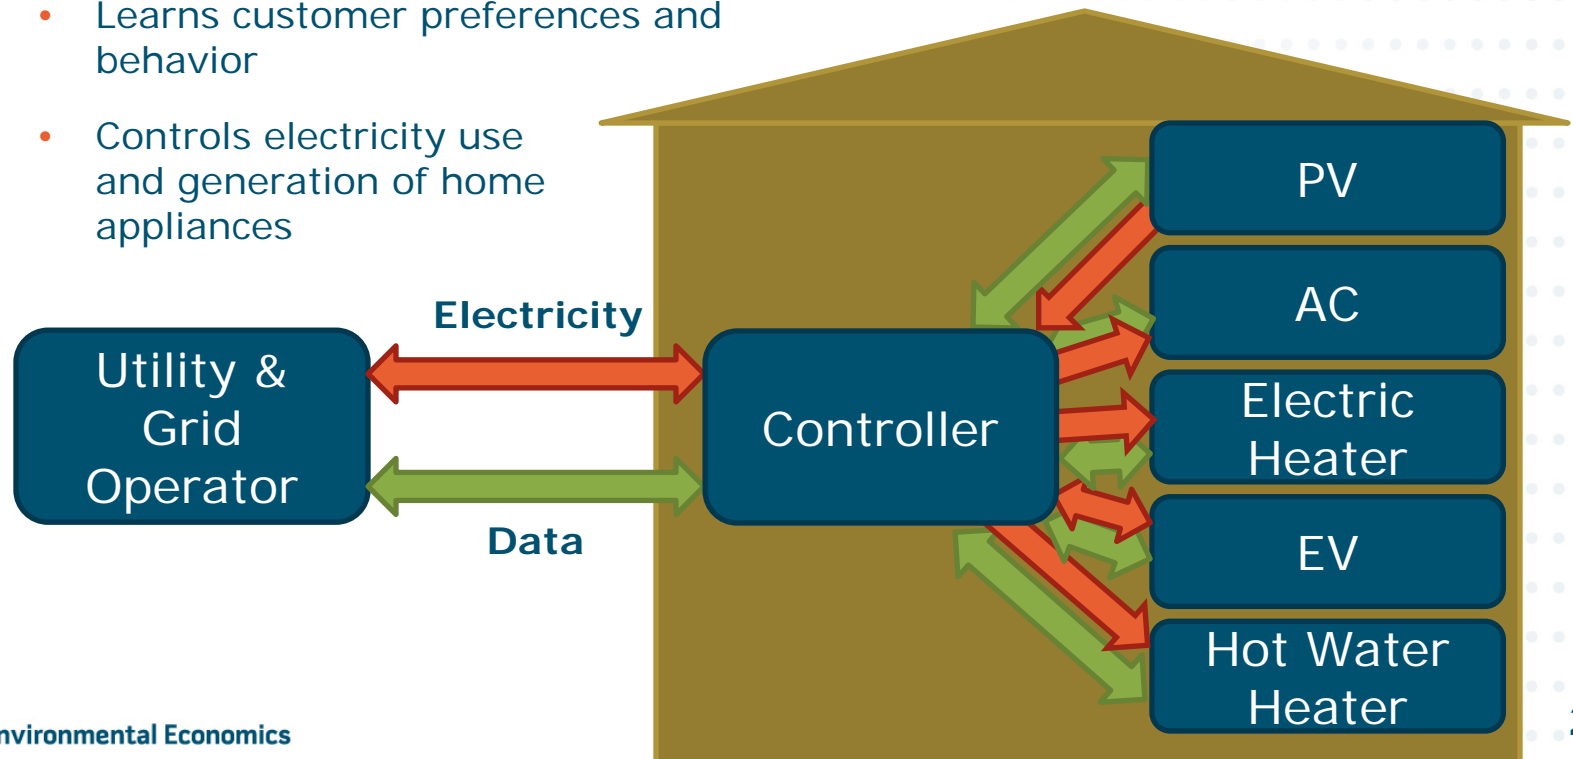 • Learns customer preferences and
behavior
• Controls electricity use
and generation of home
appliances
Electricity
Utility &
Grid
Operator
Data
Controller
PV
AC
Electric
Heater
EV
Hot Water
Heater
nvironmental Economics